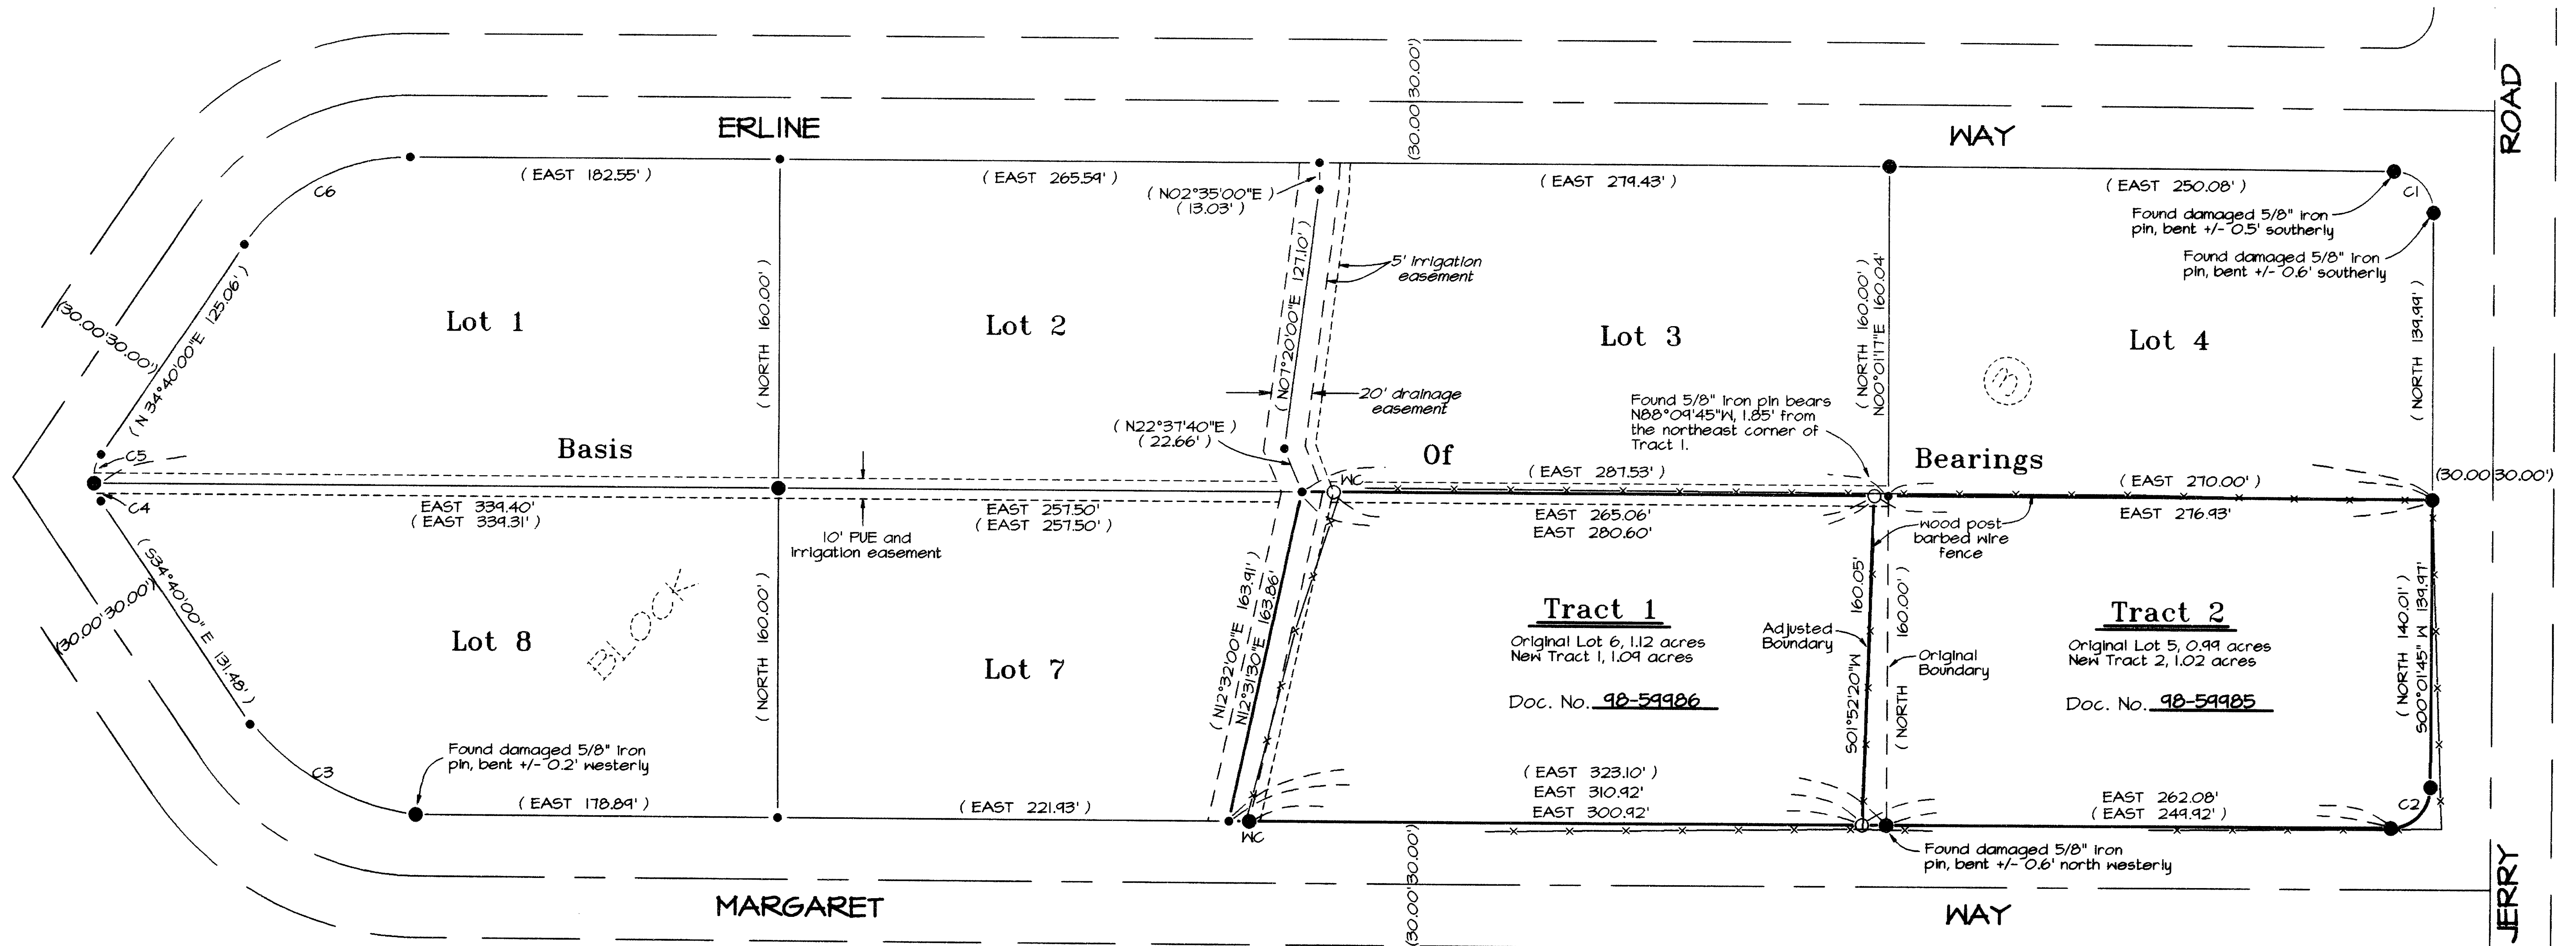 ERLINE
WAY
ROAD
(30.00'30.00')
( EAST 182.55' )
( EAST 265.59' )
( N02°35'00"E )
( 13.03' )
( EAST 279.43' )
( EAST 250.08' )
C1
C6
Found damaged 5/8" iron
pin, bent +/- 0.5' southerly
Found damaged 5/8" iron
pin, bent +/- 0.6' southerly
( N 34°40'00"E 125.06' )
(30.00'30.00')
( NORTH 160.00' )
( N07°20'00"E 127.10' )
5' irrigation
easement
( NORTH 160.00' )
N00°01'17"E 160.04'
( NORTH 139.99' )
Lot 1
Lot 2
Lot 3
Lot 4
3
20' drainage
easement
( N22°37'40"E )
( 22.66' )
Found 5/8" iron pin bears
N88°09'45"W, 1.85' from
the northeast corner of
Tract 1.
Basis
Of
Bearings
C5
C4
WC
( EAST 287.53' )
( EAST 270.00' )
(30.00'30.00')
EAST 339.40'
( EAST 339.31' )
EAST 257.50'
( EAST 257.50' )
EAST 265.06'
EAST 280.60'
EAST 276.93'
10' PUE and
irrigation easement
wood post
barbed wire
fence
( S34°40'00" E 131.48' )
(30.00'30.00')
BLOCK
( NORTH 160.00' )
( N12°32'00"E 163.91' )
N12°31'30"E 163.86'
Lot 8
Lot 7
Tract 1
Original Lot 6, 1.12 acres
New Tract 1, 1.09 acres
Doc. No. 98-59986
Adjusted
Boundary
S01°52'20"W 160.05'
( NORTH 160.00' )
Original
Boundary
Tract 2
Original Lot 5, 0.99 acres
New Tract 2, 1.02 acres
Doc. No. 98-59985
( NORTH 140.01' )
S00°01'45" W 139.97'
Found damaged 5/8" iron
pin, bent +/- 0.2' westerly
C3
( EAST 178.89' )
( EAST 221.93' )
( EAST 323.10' )
EAST 310.92'
EAST 300.92'
EAST 262.08'
( EAST 249.92' )
C2
WC
Found damaged 5/8" iron
pin, bent +/- 0.6' north westerly
(30.00'30.00')
MARGARET
WAY
JERRY